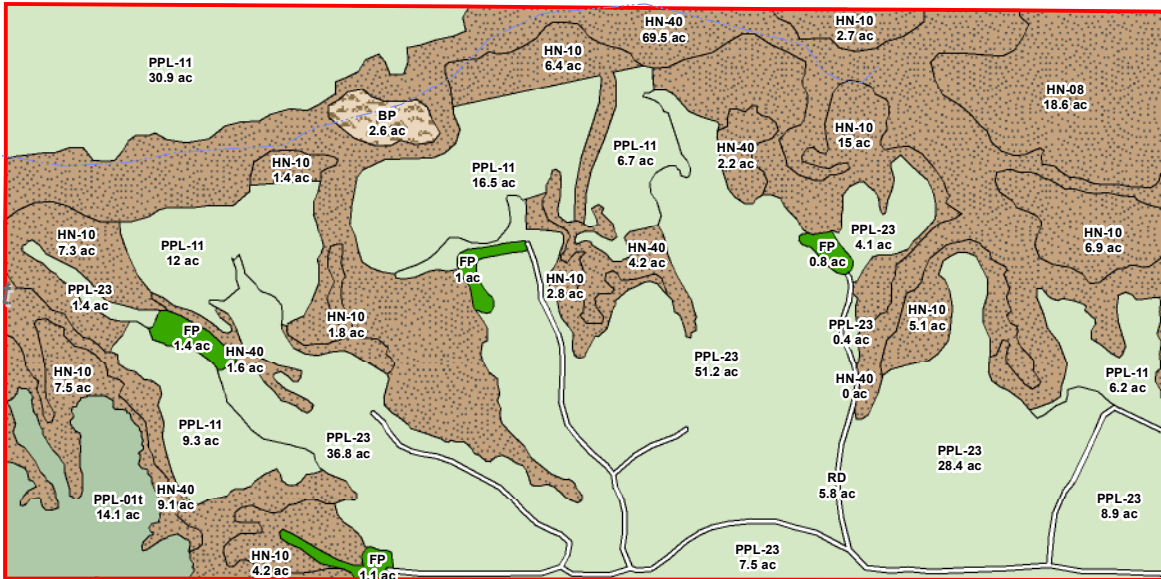 HN-40
69.5 ac
HN-10
2.7 ac
HN-10
6.4 ac
PPL-11
30.9 ac
HN-08
18.6 ac
BP
2.6 ac
HN-10
15 ac
PPL-11
6.7 ac
HN-40
2.2 ac
HN-10
1.4 ac
PPL-11
16.5 ac
HN-10
7.3 ac
PPL-11
12 ac
HN-40
4.2 ac
PPL-23
4.1 ac
HN-10
6.9 ac
FP
0.8 ac
FP
1 ac
HN-10
2.8 ac
PPL-23
1.4 ac
HN-10
5.1 ac
HN-10
1.8 ac
PPL-23
0.4 ac
FP
1.4 ac
HN-40
1.6 ac
PPL-23
51.2 ac
HN-10
7.5 ac
HN-40
0 ac
PPL-11
6.2 ac
PPL-11
9.3 ac
PPL-23
36.8 ac
PPL-23
28.4 ac
RD
5.8 ac
HN-40
9.1 ac
PPL-01t
14.1 ac
PPL-23
8.9 ac
HN-10
4.2 ac
FP
1.1 ac
PPL-23
7.5 ac